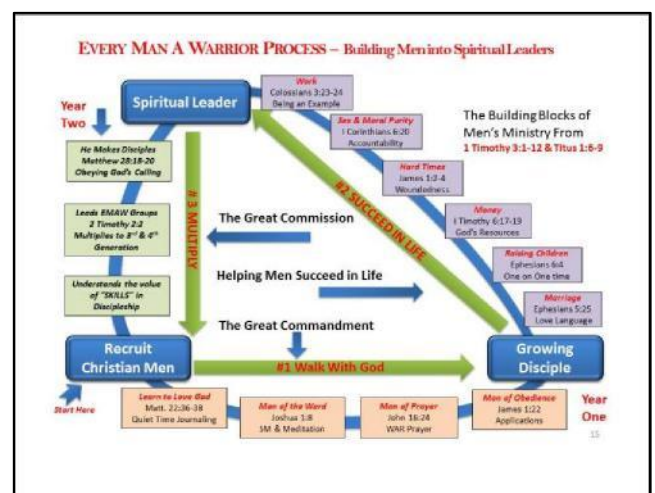 EVERY MAN A WARRIOR PROCESS – Building Men into Spiritual Leaders
Year
Two
Spiritual Leader
Work
Colossians 3:23-24
Being an Example
Sex & Moral Purity
I Corinthians 6:20
Accountability
The Building Blocks of
Men's Ministry From
1 Timothy 3:1-12 & Titus 1:6-9
He Makes Disciples
Matthew 28:18-20
Obeying God's Calling
Hard Times
James 1:2-4
Woundedness
# 3 MULTIPLY
#2 SUCCEED IN LIFE
Leads EMAW Groups
2 Timothy 2:2
Multiplies to 3rd & 4th
Generation
The Great Commission
Money
I Timothy 6:17-19
God's Resources
Helping Men Succeed in Life
Raising Children
Ephesians 6:4
One on One time
Understands the value
of "SKILLS" in
Discipleship
Marriage
Ephesians 5:25
Love Language
The Great Commandment
Recruit
Christian Men
#1 Walk With God
Growing
Disciple
Start Here
Learn to Love God
Matt. 22:36-38
Quiet Time Journaling
Man of the Word
Joshua 1:8
SM & Meditation
Man of Prayer
John 16:24
WAR Prayer
Man of Obedience
James 1:22
Applications
Year
One
15